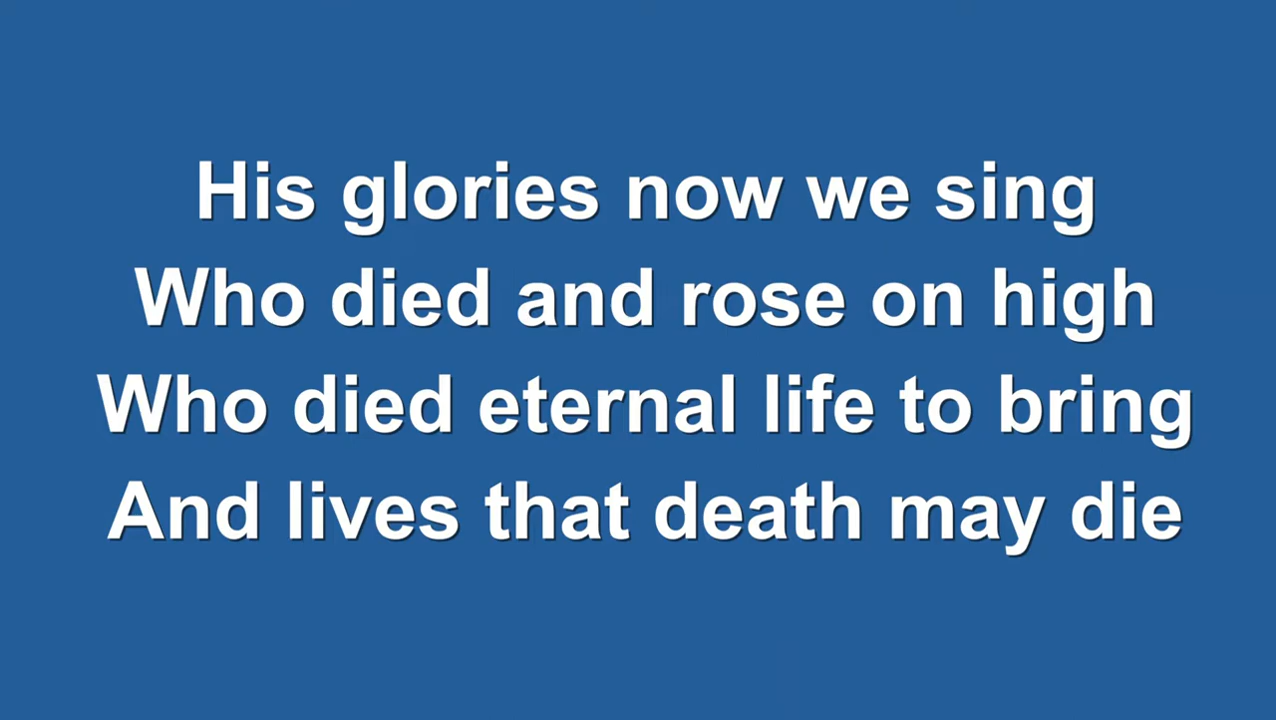 His glories now we sing
Who died and rose on high
Who died eternal life to bring
And lives that death may die